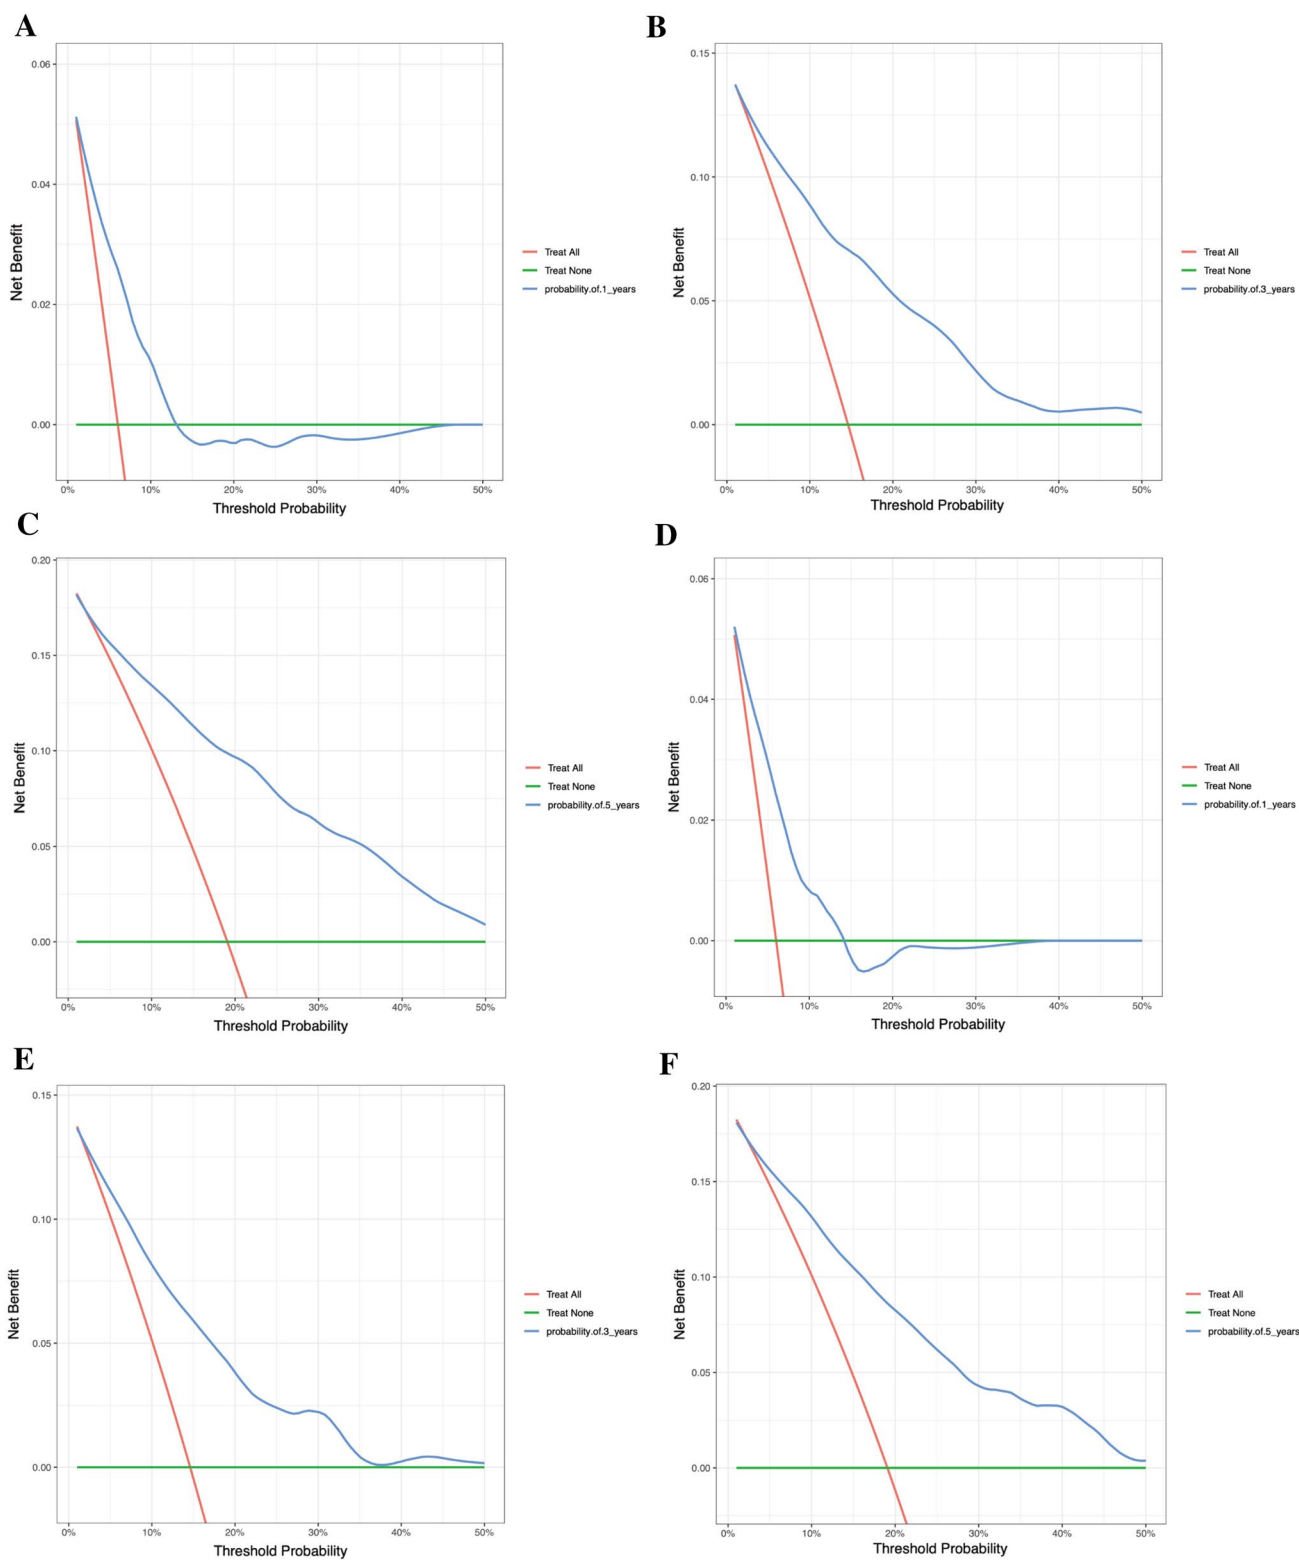 A
0.06
0.04
0.02
0.00
Net Benefit
0% 10% 20% 30% 40% 50%
Threshold Probability
Treat All
Treat None
probability.of.1_years
B
0.15
0.10
0.05
0.00
Net Benefit
0% 10% 20% 30% 40% 50%
Threshold Probability
Treat All
Treat None
probability.of.3_years
C
0.20
0.15
0.10
0.05
0.00
Net Benefit
0% 10% 20% 30% 40% 50%
Threshold Probability
Treat All
Treat None
probability.of.5_years
D
0.06
0.04
0.02
0.00
Net Benefit
0% 10% 20% 30% 40% 50%
Threshold Probability
Treat All
Treat None
probability.of.1_years
E
0.15
0.10
0.05
0.00
Net Benefit
0% 10% 20% 30% 40% 50%
Threshold Probability
Treat All
Treat None
probability.of.3_years
F
0.20
0.15
0.10
0.05
0.00
Net Benefit
0% 10% 20% 30% 40% 50%
Threshold Probability
Treat All
Treat None
probability.of.5_years